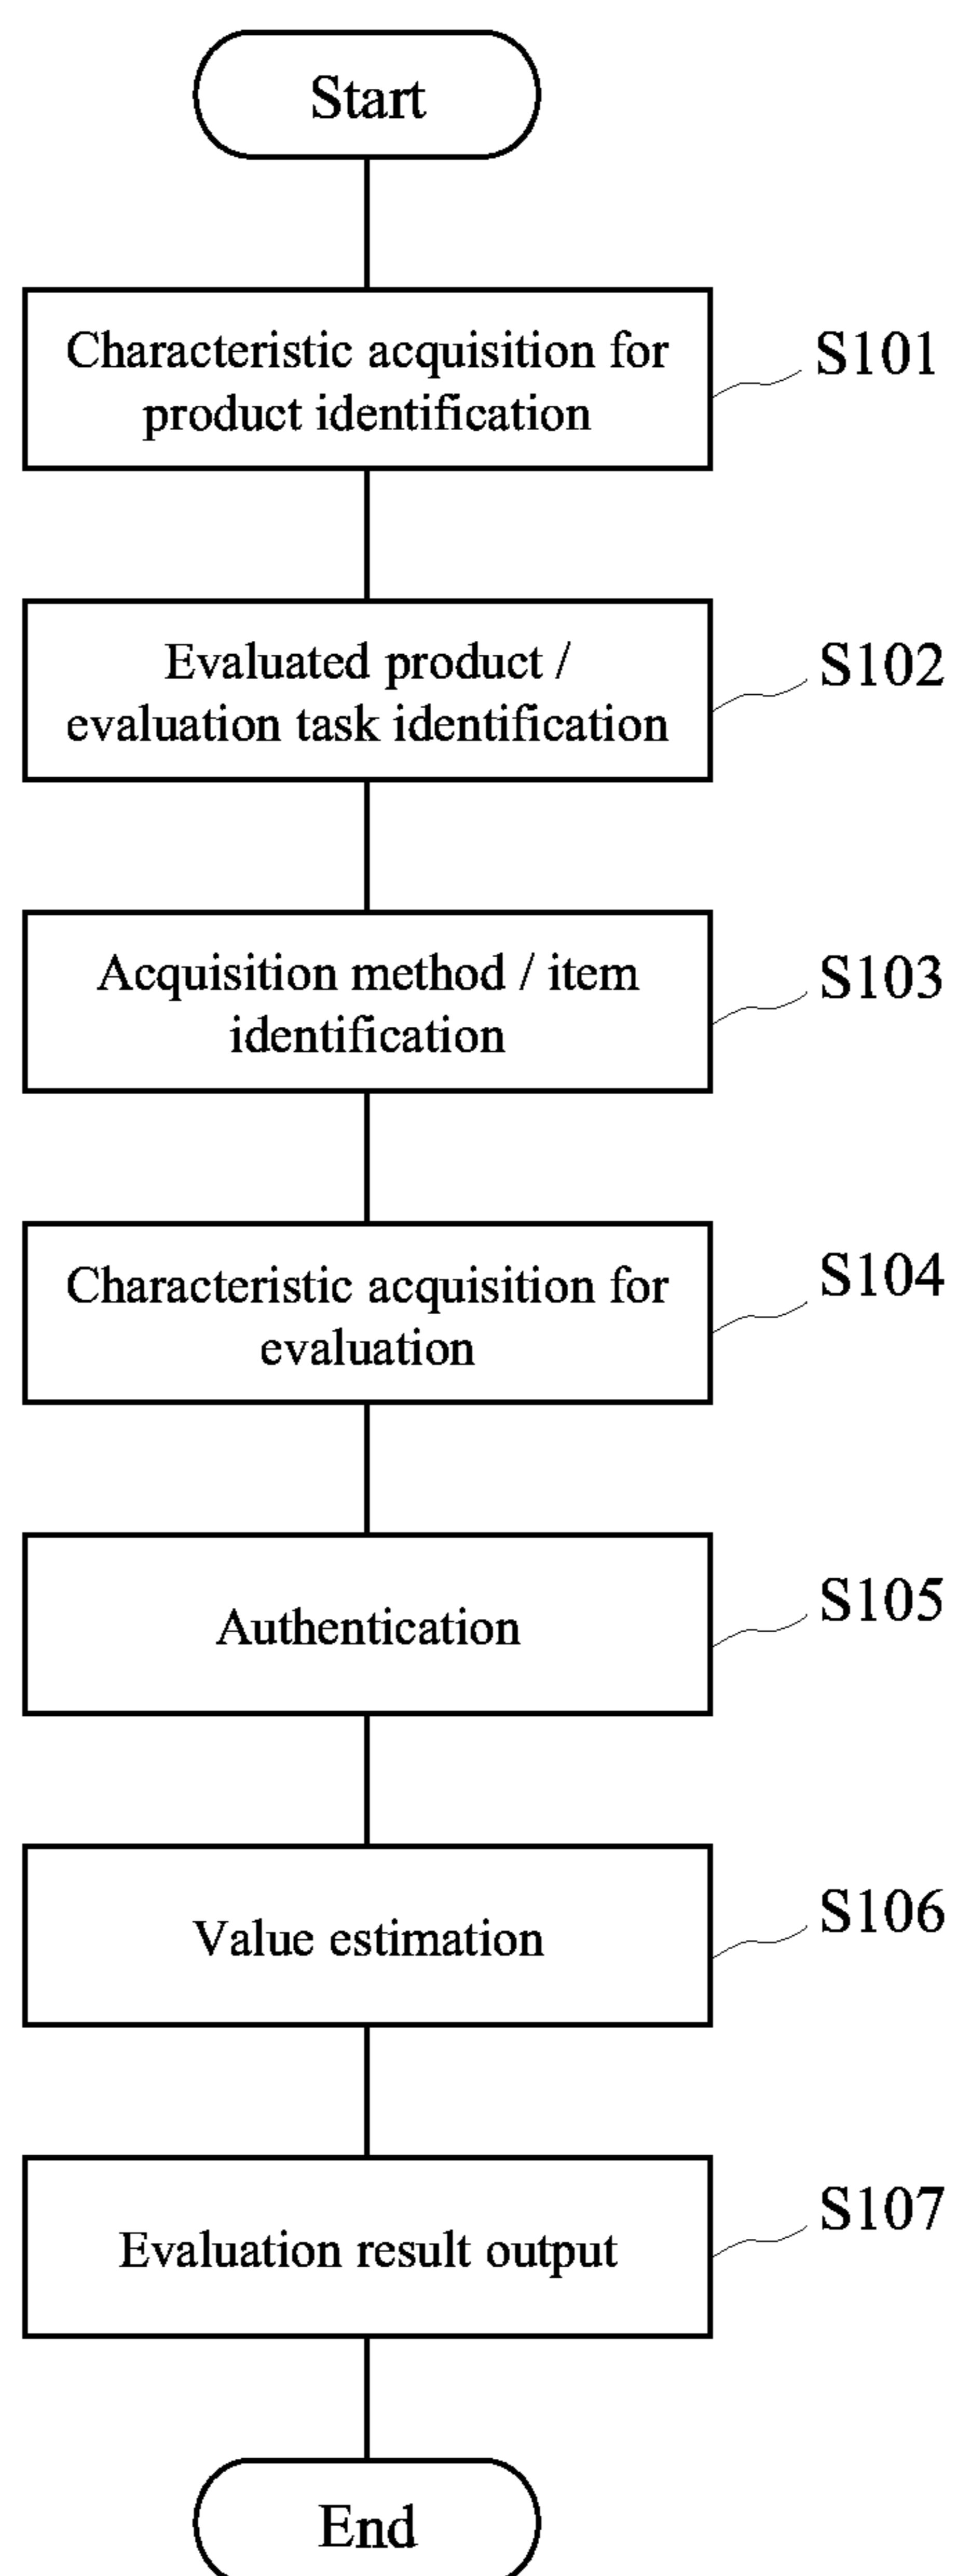 Start
Characteristic acquisition for
product identification
S101
Evaluated product /
evaluation task identification
S102
Acquisition method / item
identification
S103
Characteristic acquisition for
evaluation
S104
Authentication
S105
Value estimation
S106
Evaluation result output
S107
End